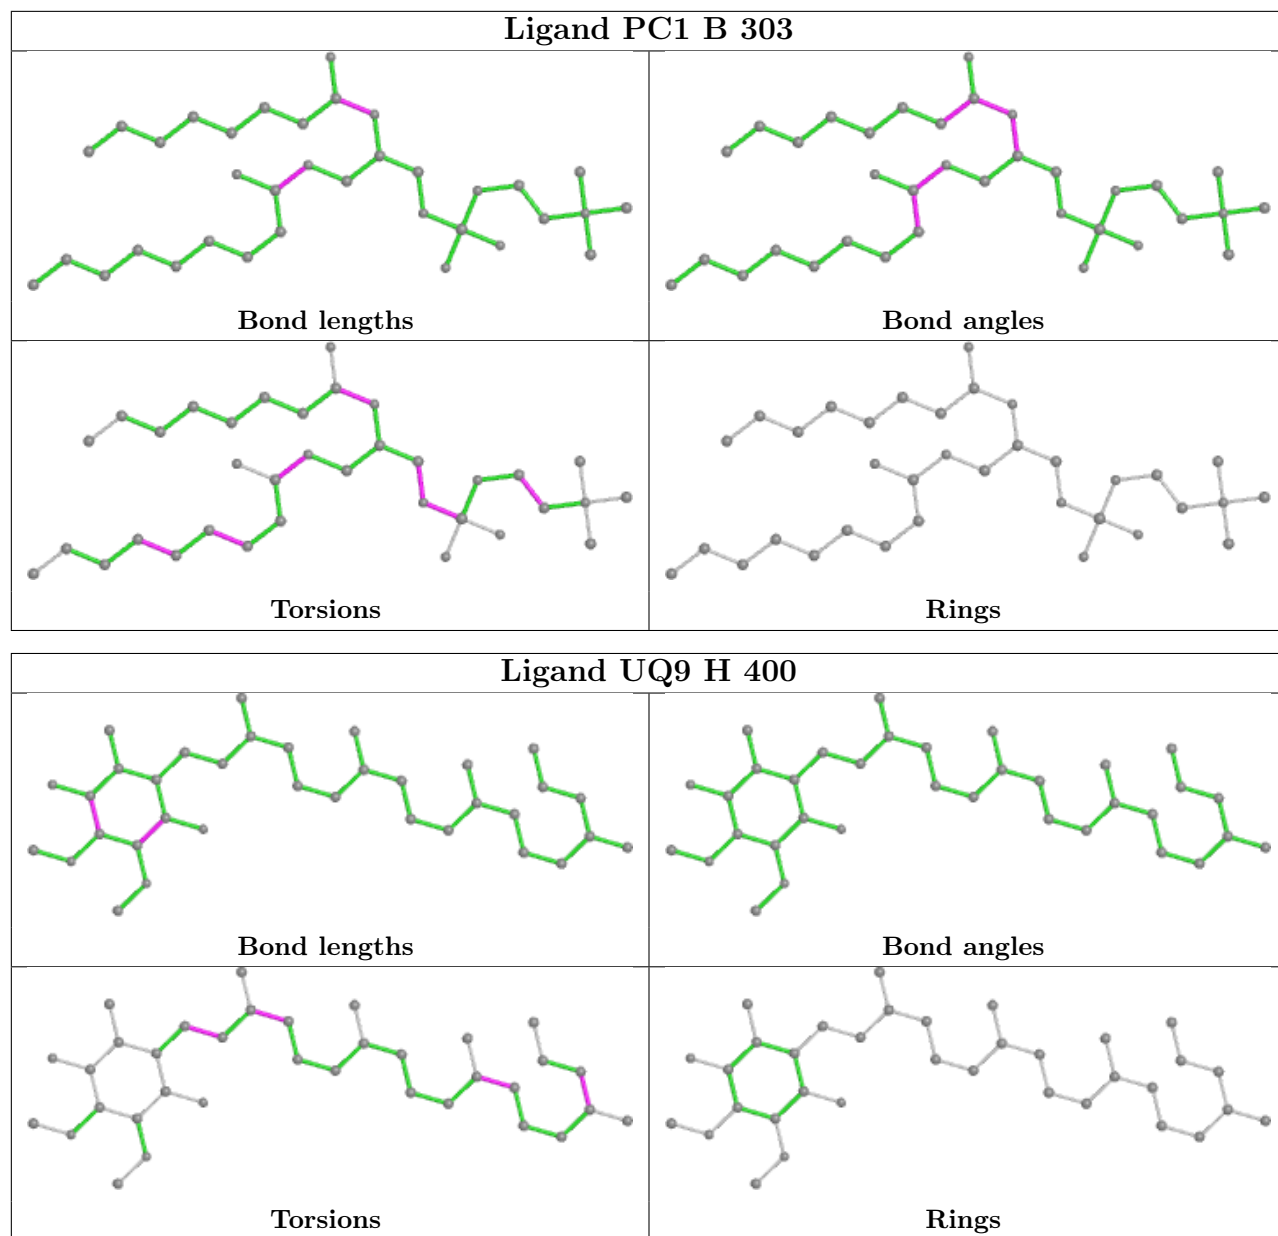 Ligand PC1 B 303
Bond lengths
Bond angles
Torsions
Rings
Ligand UQ9 H 400
Bond lengths
Bond angles
Torsions
Rings